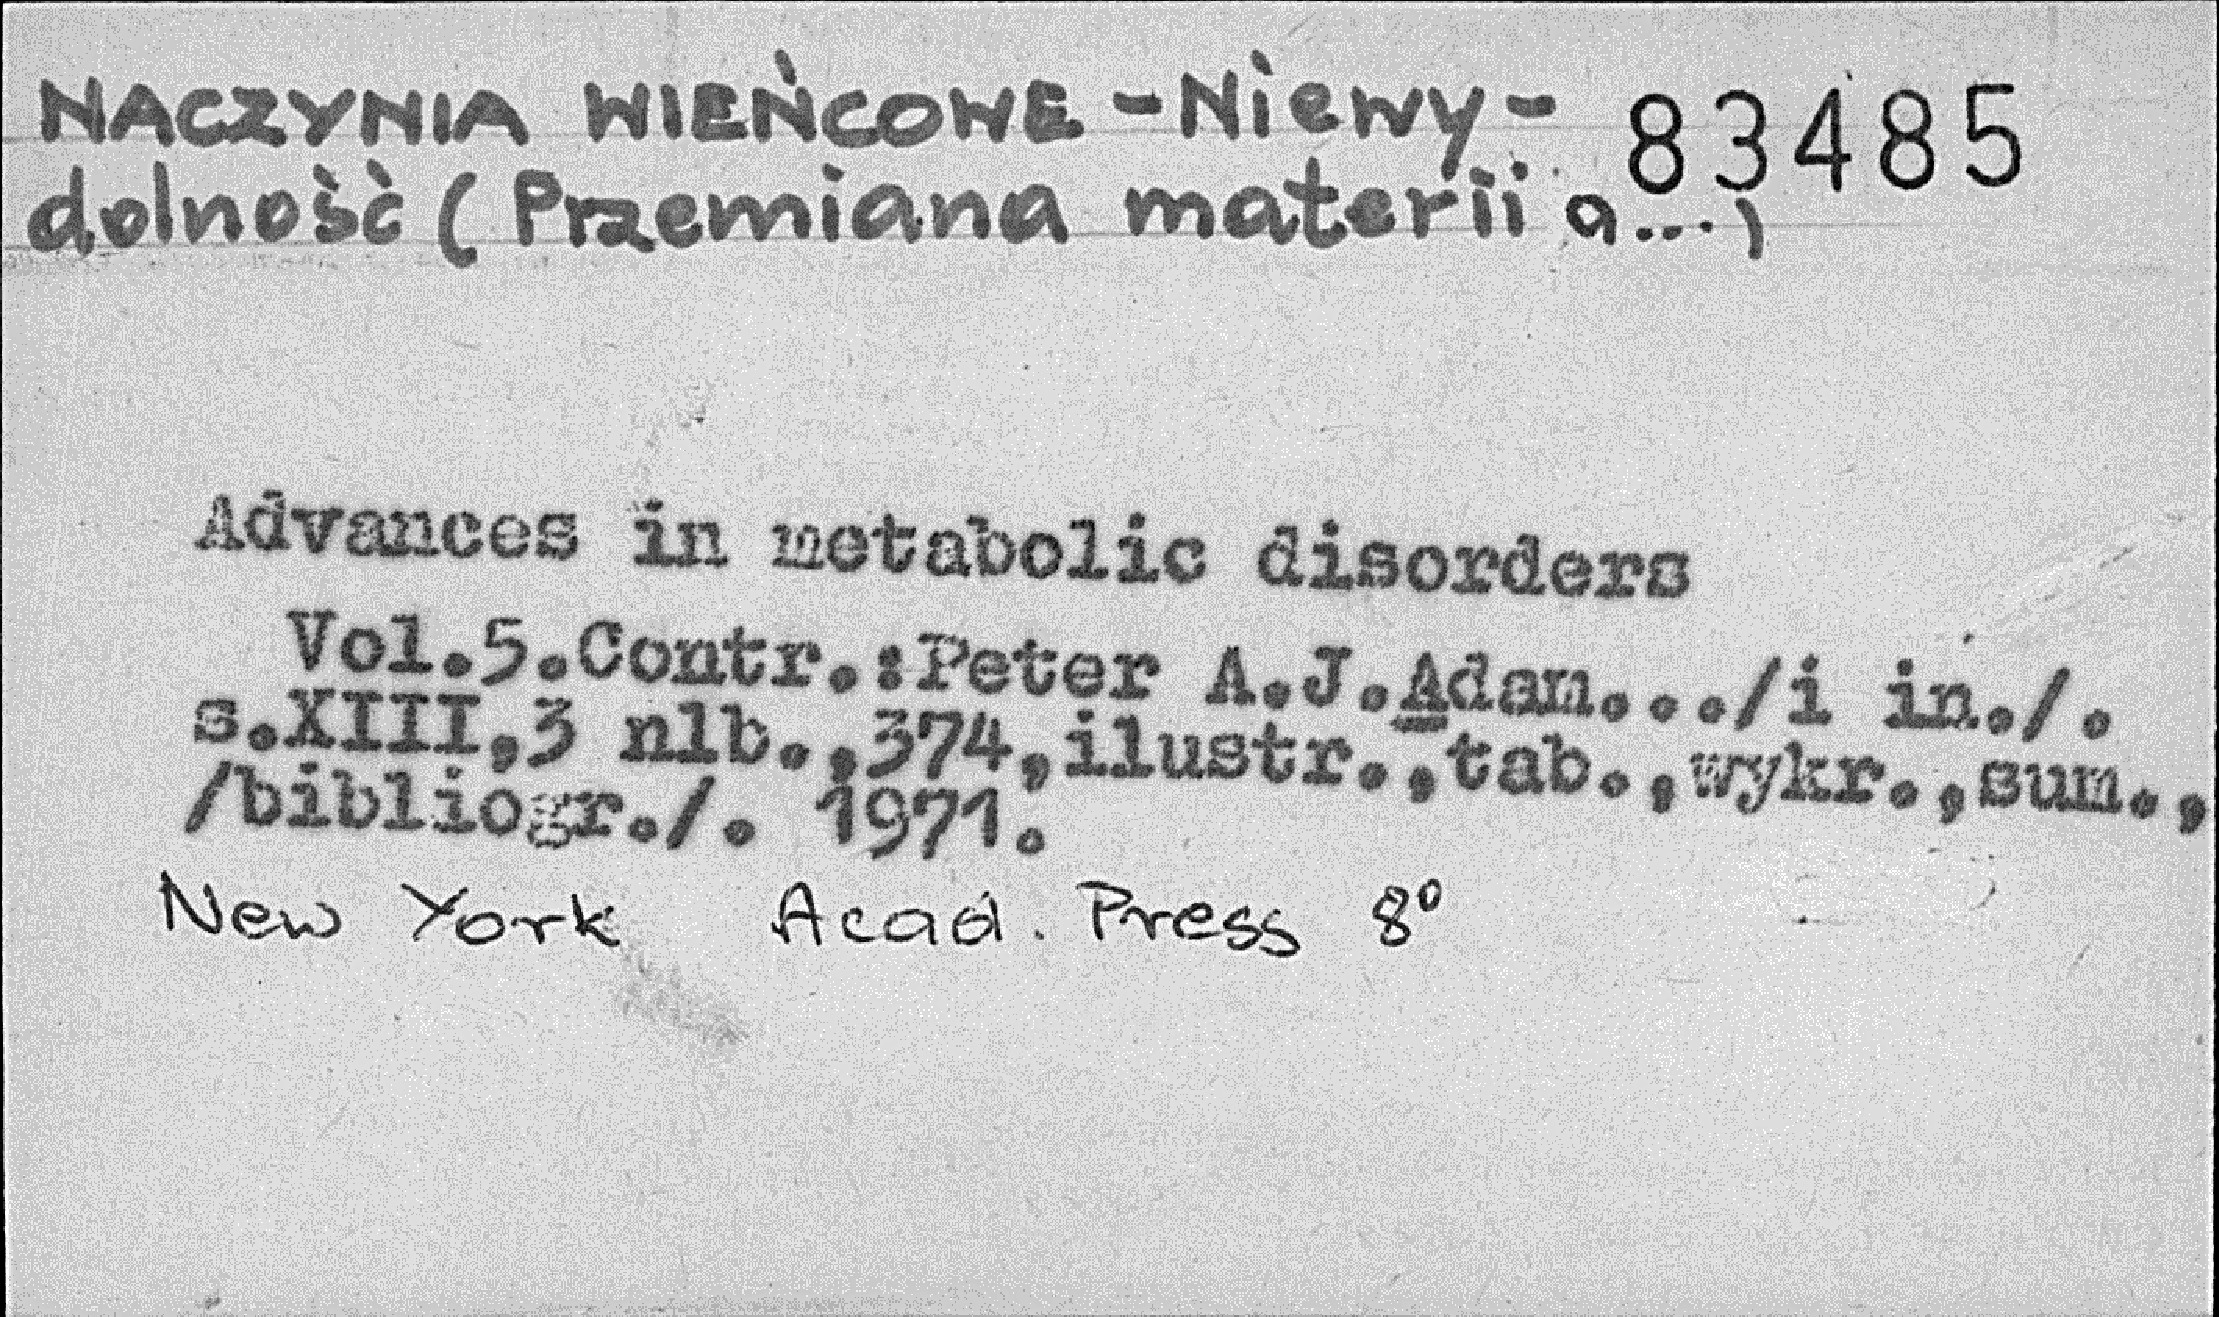 NACZYNIA WIEŃCOWE - Niewy- 83485
dolność (Przemiana materii a...)
Advances in metabolic disorders
Vol.5.Contr.:Peter A.J.Adam.../i in./.
s.XIII,3 nlb.,374,ilustr.,tab.,wykr.,sum.,
/bibliogr./. 1971.
New York Acad. Press 8°